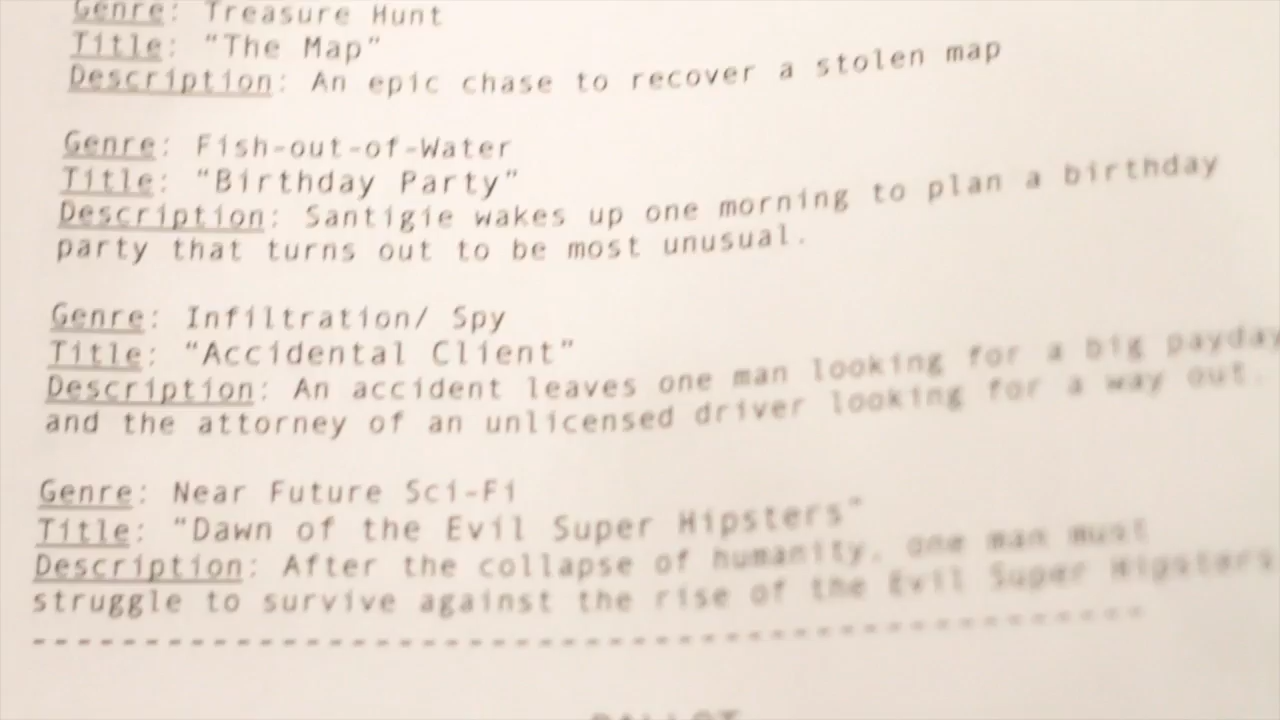 Genre: Treasure Hunt
Title: "The Map"
Description: An epic chase to recover a stolen map
Genre: Fish-out-of-Water
Title: "Birthday Party"
Description: Santigie wakes up one morning to plan a birthday
party that turns out to be most unusual.
Genre: Infiltration/ Spy
Title: "Accidental Client"
Description: An accident leaves one man looking for a big payday
and the attorney of an unlicensed driver looking for a way out.
Genre: Near Future Sci-Fi
Title: "Dawn of the Evil Super Hipsters"
Description: After the collapse of humanity, one man must
struggle to survive against the rise of the Evil Super Hipsters